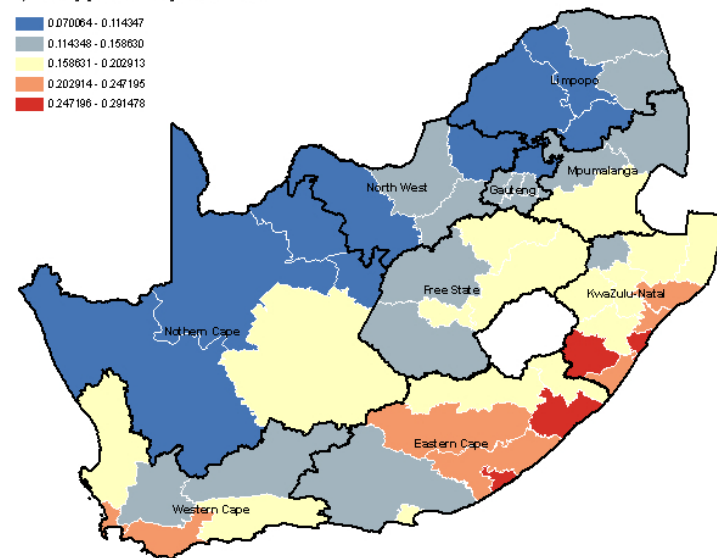 0.070064 - 0.114347
0.114348 - 0.158630
0.158631 - 0.202913
0.202914 - 0.247195
0.247196 - 0.291478
Limpopo
North West
Gauteng
Mpumalanga
Free State
KwaZulu-Natal
Nothern Cape
Eastern Cape
Western Cape